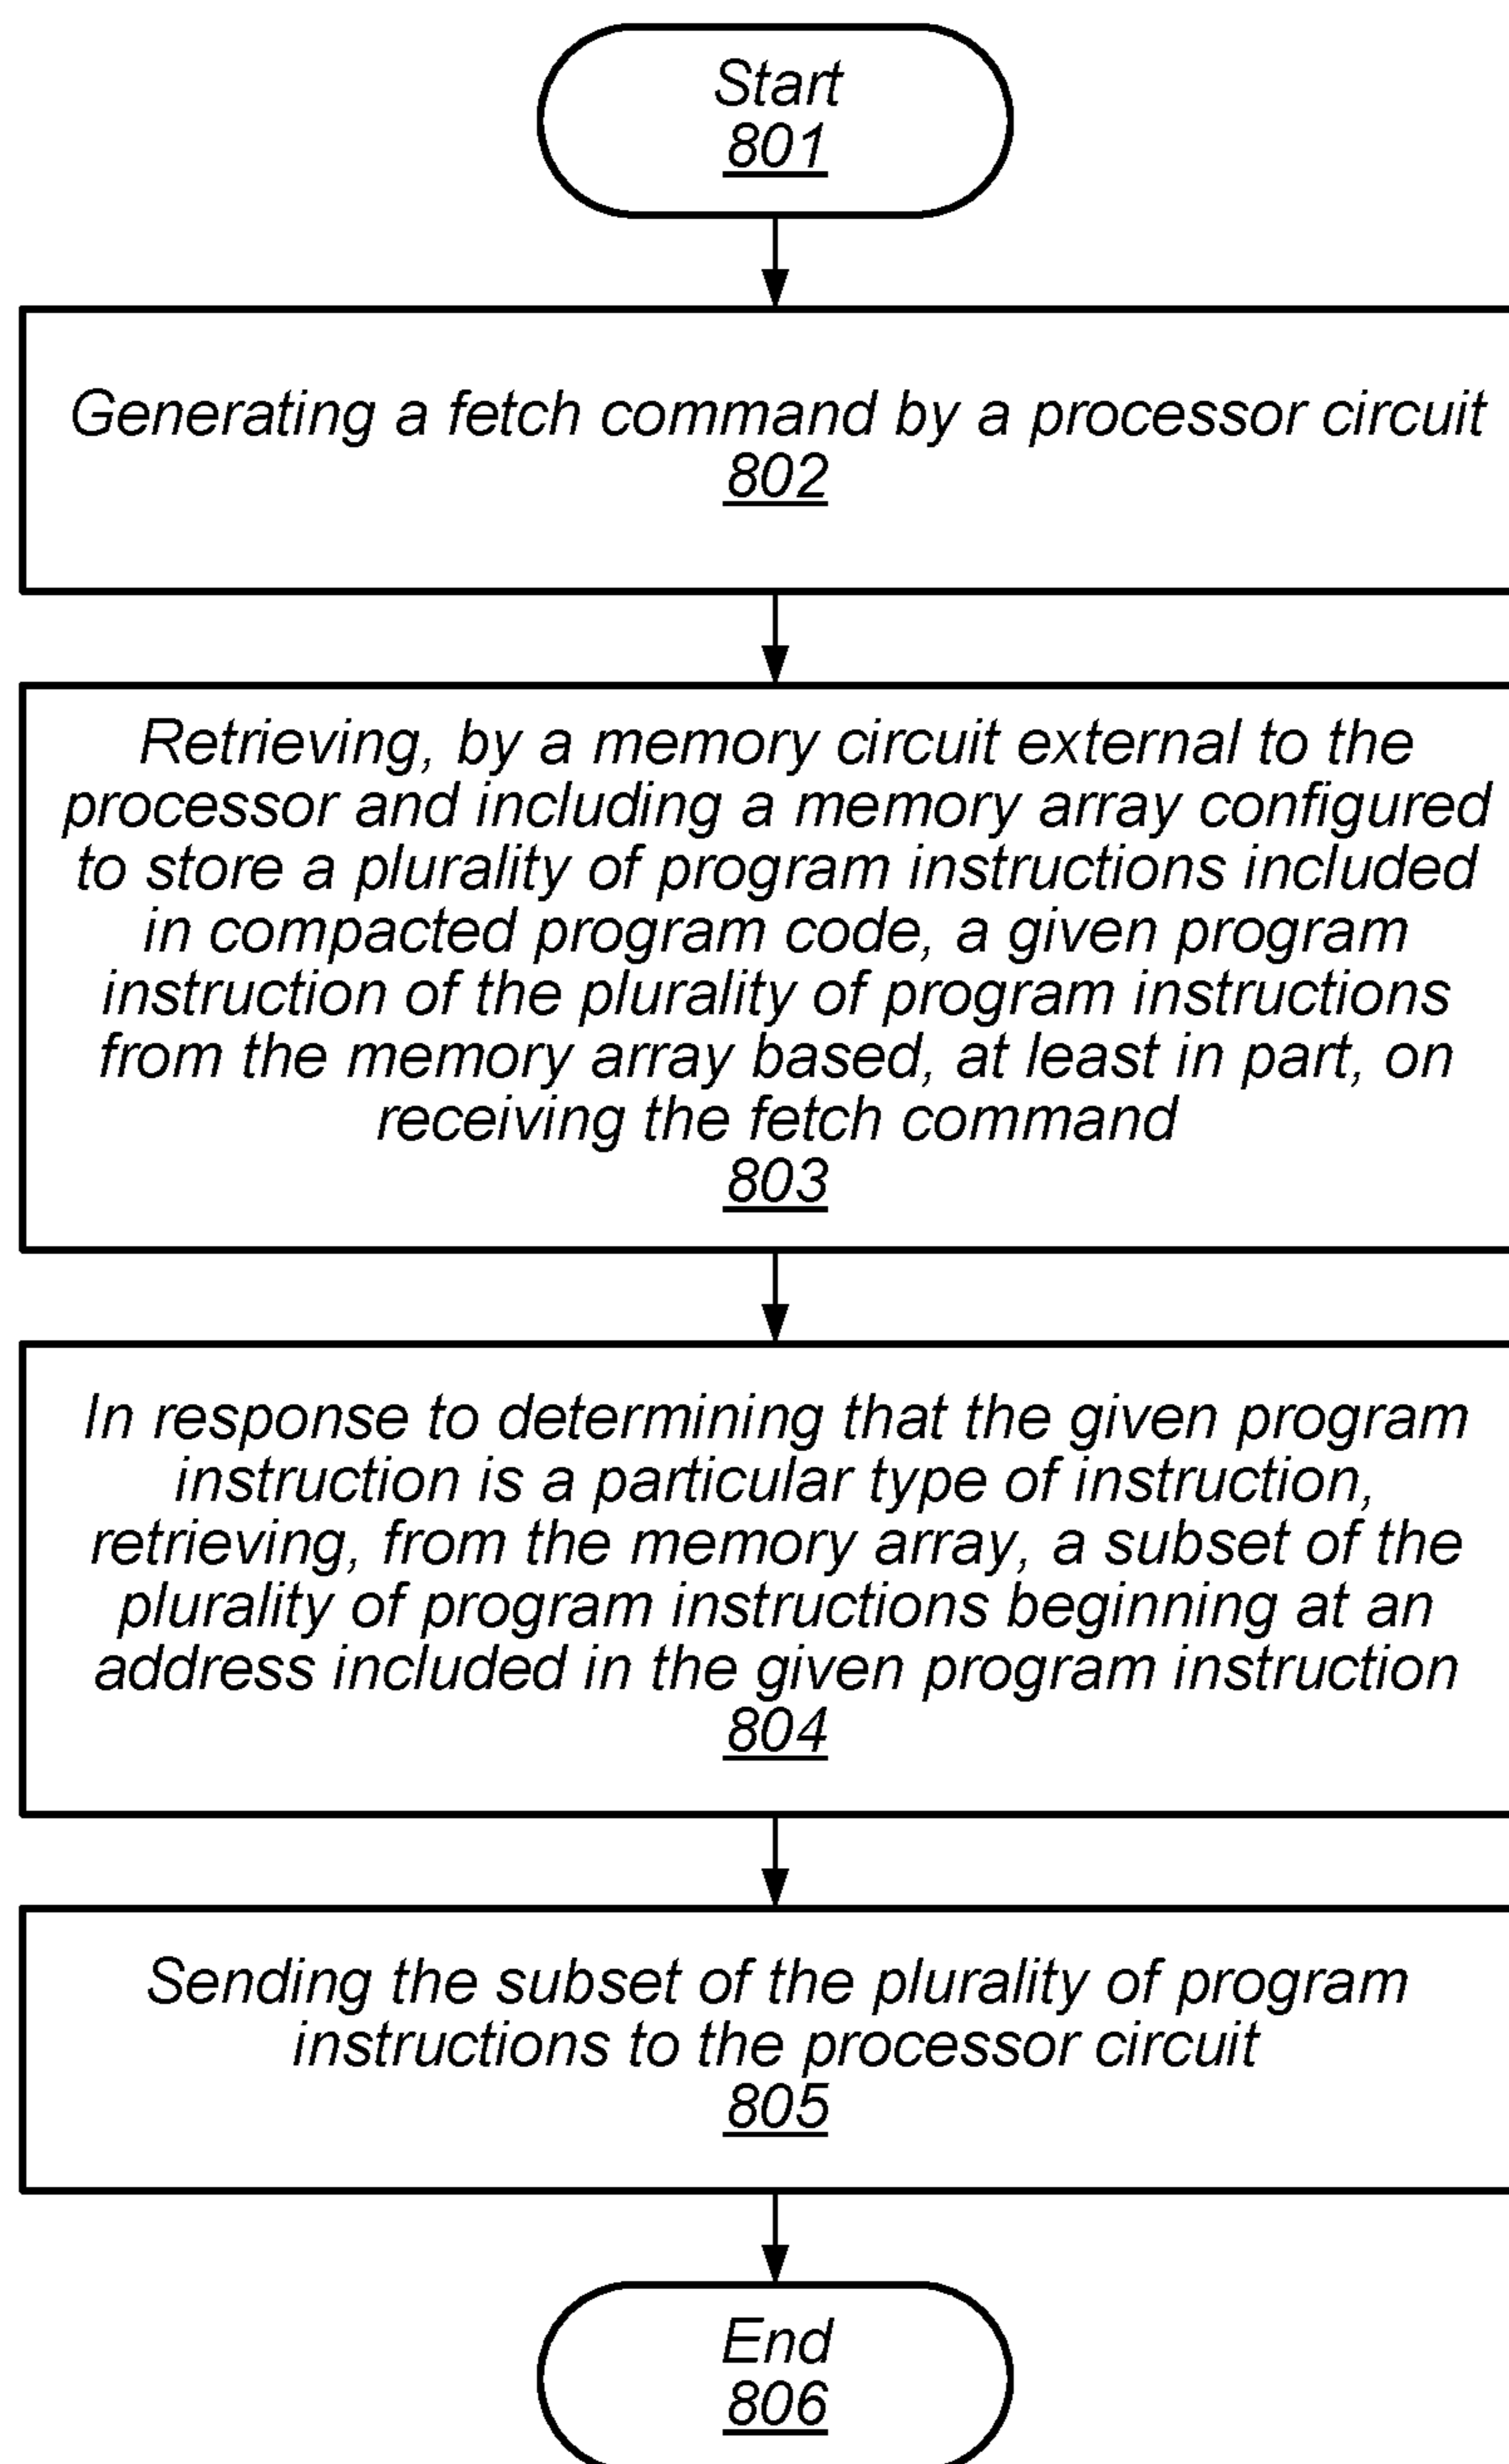 Start
801
Generating a fetch command by a processor circuit
802
Retrieving, by a memory circuit external to the
processor and including a memory array configured
to store a plurality of program instructions included
in compacted program code, a given program
instruction of the plurality of program instructions
from the memory array based, at least in part, on
receiving the fetch command
803
In response to determining that the given program
instruction is a particular type of instruction,
retrieving, from the memory array, a subset of the
plurality of program instructions beginning at an
address included in the given program instruction
804
Sending the subset of the plurality of program
instructions to the processor circuit
805
End
806